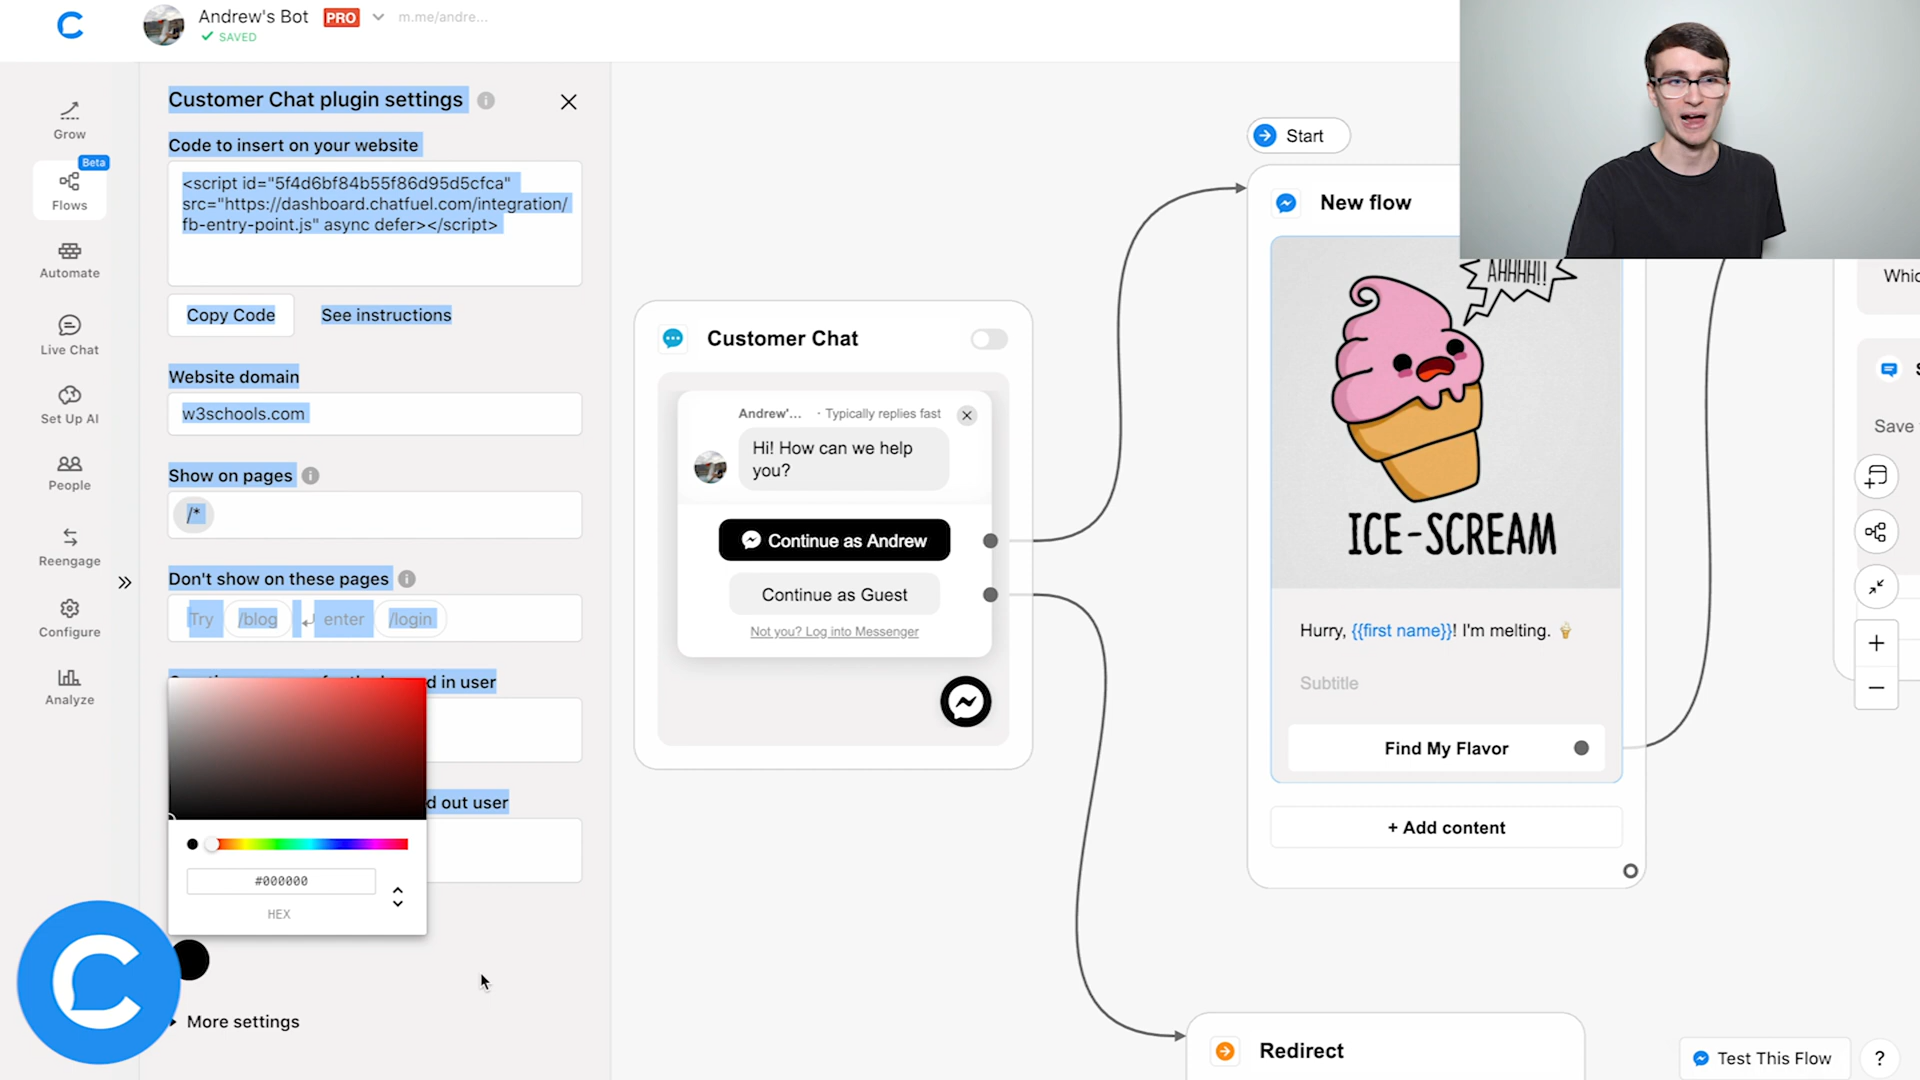 Andrew's Bot PRO m.me/andre...
SAVED
Grow
Beta
Flows
Automate
Live Chat
Set Up AI
People
Reengage
Configure
Analyze
Customer Chat plugin settings
Code to insert on your website
<script id="5f4d6bf84b55f86d95d5cfca"
src="https://dashboard.chatfuel.com/integration/
fb-entry-point.js" async defer></script>
Copy Code See instructions
Website domain
w3schools.com
Show on pages
/*
Don't show on these pages
Try /blog enter /login
d in user
d out user
#000000
HEX
More settings
Customer Chat
Andrew'... · Typically replies fast
Hi! How can we help
you?
Continue as Andrew
Continue as Guest
Not you? Log into Messenger
Start
New flow
AHHHH!!
ICE-SCREAM
Hurry, {{first name}}! I'm melting.
Subtitle
Find My Flavor
+ Add content
Redirect
Whic
Save
Test This Flow
?